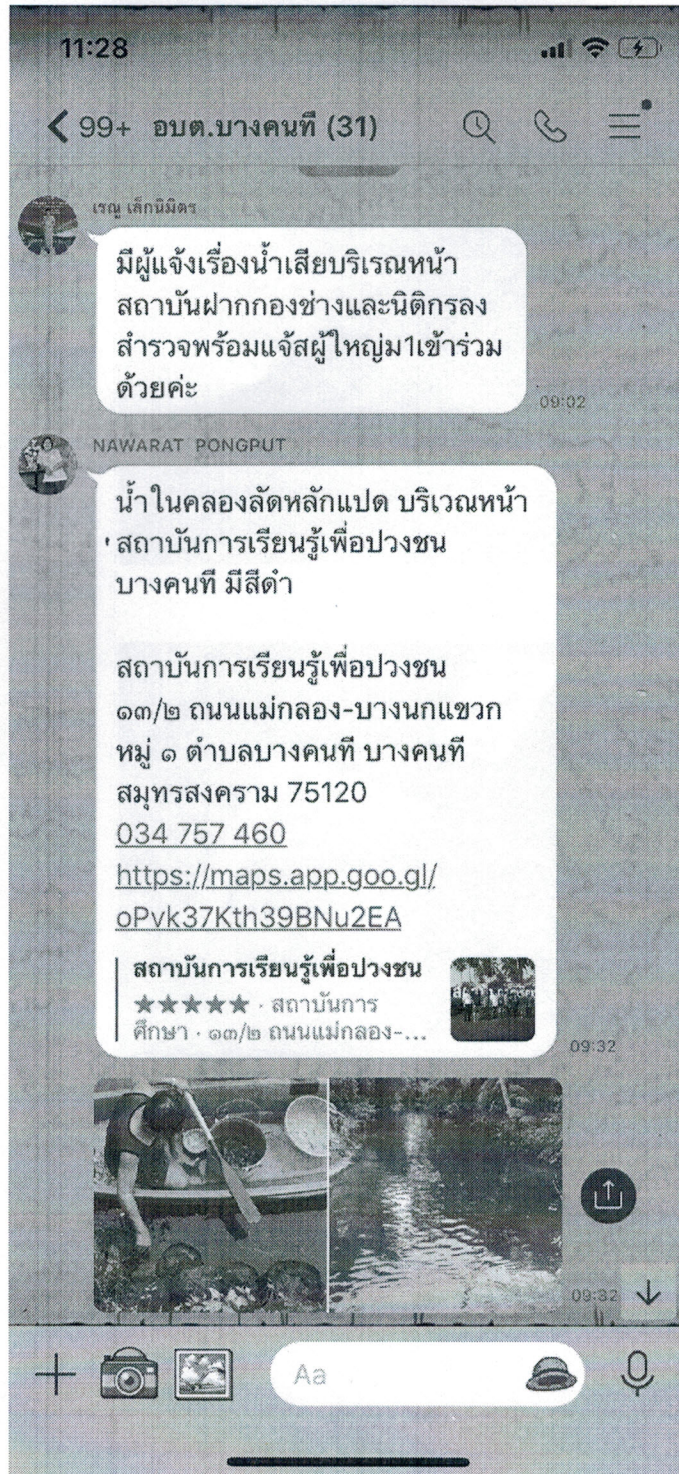 11:28
99+ อบต.บางคนที (31)
เรณู เล็กนิมิตร
มีผู้แจ้งเรื่องน้ำเสียบริเรณหน้า
สถาบันฝากกองช่างและนิติกรลง
สำรวจพร้อมแจ้สผู้ใหญ่ม1เข้าร่วม
ด้วยค่ะ
09:02
NAWARAT PONGPUT
น้ำในคลองลัดหลักแปด บริเวณหน้า
สถาบันการเรียนรู้เพื่อปวงชน
บางคนที มีสีดำ
สถาบันการเรียนรู้เพื่อปวงชน
๑๓/๒ ถนนแม่กลอง-บางนกแขวก
หมู่ ๑ ตำบลบางคนที บางคนที
สมุทรสงคราม 75120
034 757 460
https://maps.app.goo.gl/
oPvk37Kth39BNu2EA
สถาบันการเรียนรู้เพื่อปวงชน
★★★★★ · สถาบันการ
ศึกษา · ๑๓/๒ ถนนแม่กลอง-...
09:32
09:32
Aa